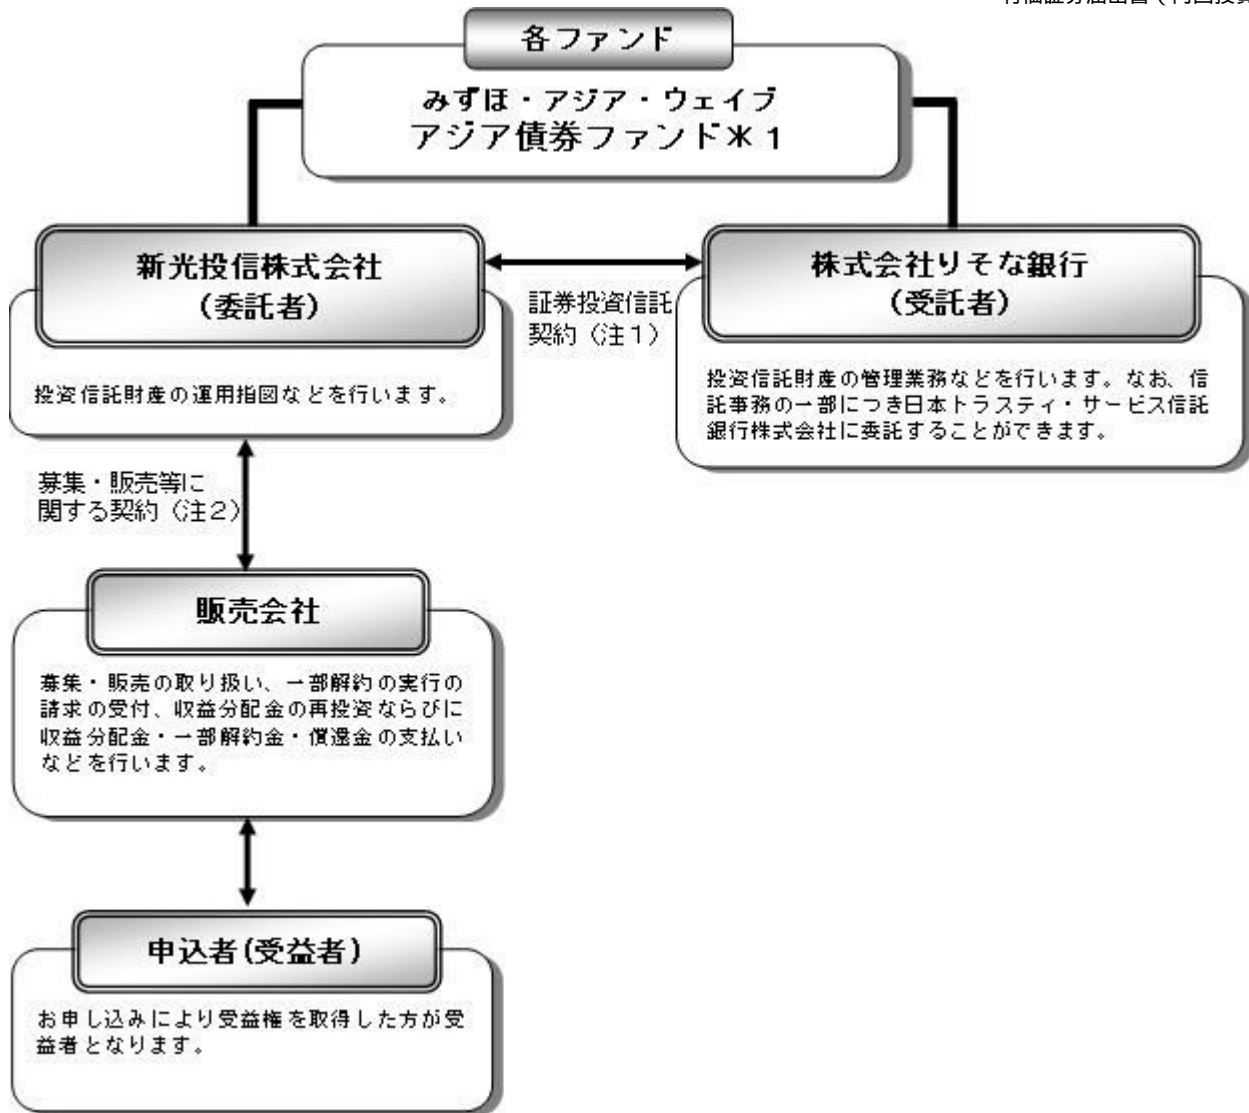 各ファンド
みずほ・アジア・ウェイブ
アジア債券ファンド＊１
新光投信株式会社
（委託者）
投資信託財産の運用指図などを行います。
証券投資信託
契約（注１）
株式会社りそな銀行
（受託者）
投資信託財産の管理業務などを行います。なお、信
託事務の一部につき日本トラスティ・サービス信託
銀行株式会社に委託することができます。
募集・販売等に
関する契約（注２）
販売会社
募集・販売の取り扱い、一部解約の実行の
請求の受付、収益分配金の再投資ならびに
収益分配金・一部解約金・償還金の支払い
などを行います。
申込者(受益者)
お申し込みにより受益権を取得した方が受
益者となります。